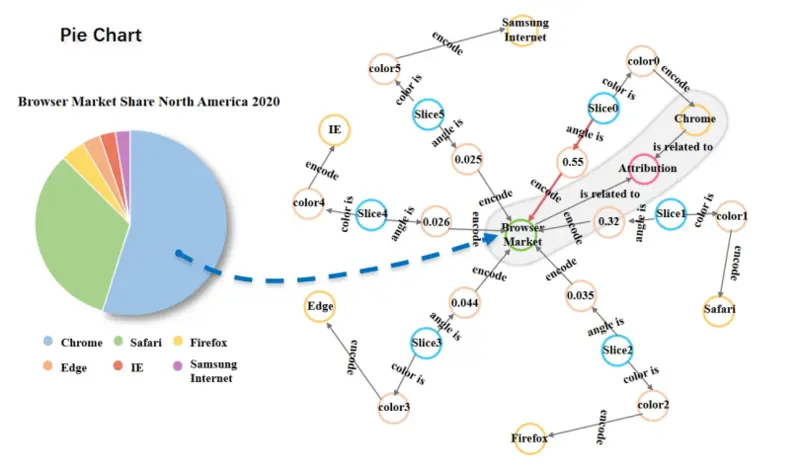 Pie Chart
Browser Market Share North America 2020
Chrome
Safari
Firefox
Edge
IE
Samsung
Internet
Samsung
Internet
encode
color5
color is
Slice5
angle is
0.025
encode
color0
encode
color is
Slice0
Chrome
angle is
is related to
0.55
Attribution
encode
is related to
IE
encode
color4
color is
Slice4
angle is
0.026
encode
Browser
Market
encode
0.32
angle is
Slice1
color is
color1
encode
Safari
encode
0.044
angle is
Slice3
color is
Edge
encode
color3
encode
0.035
angle is
Slice2
color is
color2
encode
Firefox